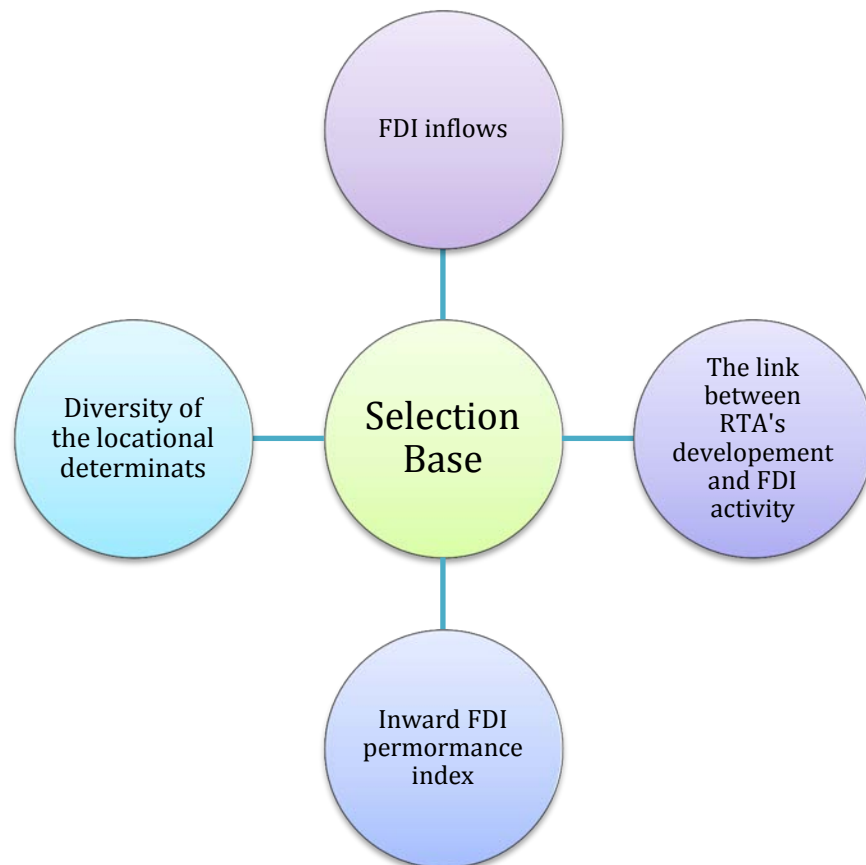 FDI inflows
Diversity of
the locational
determinats
Selection
Base
The link
between
RTA's
developement
and FDI
activity
Inward FDI
permormance
index